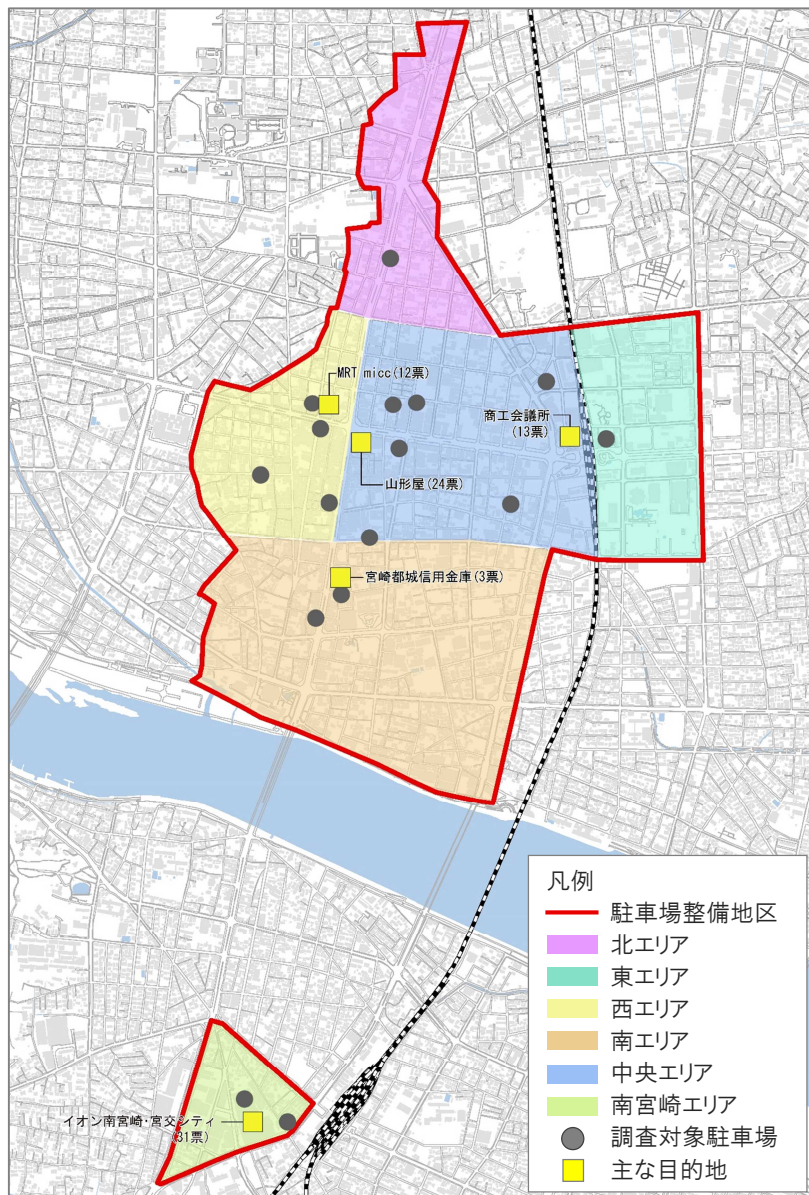 MRT micc(12票)
商工会議所
(13票)
山形屋(24票)
宮崎都城信用金庫(3票)
イオン南宮崎・宮交シティ
(31票)
凡例
駐車場整備地区
北エリア
東エリア
西エリア
南エリア
中央エリア
南宮崎エリア
調査対象駐車場
主な目的地